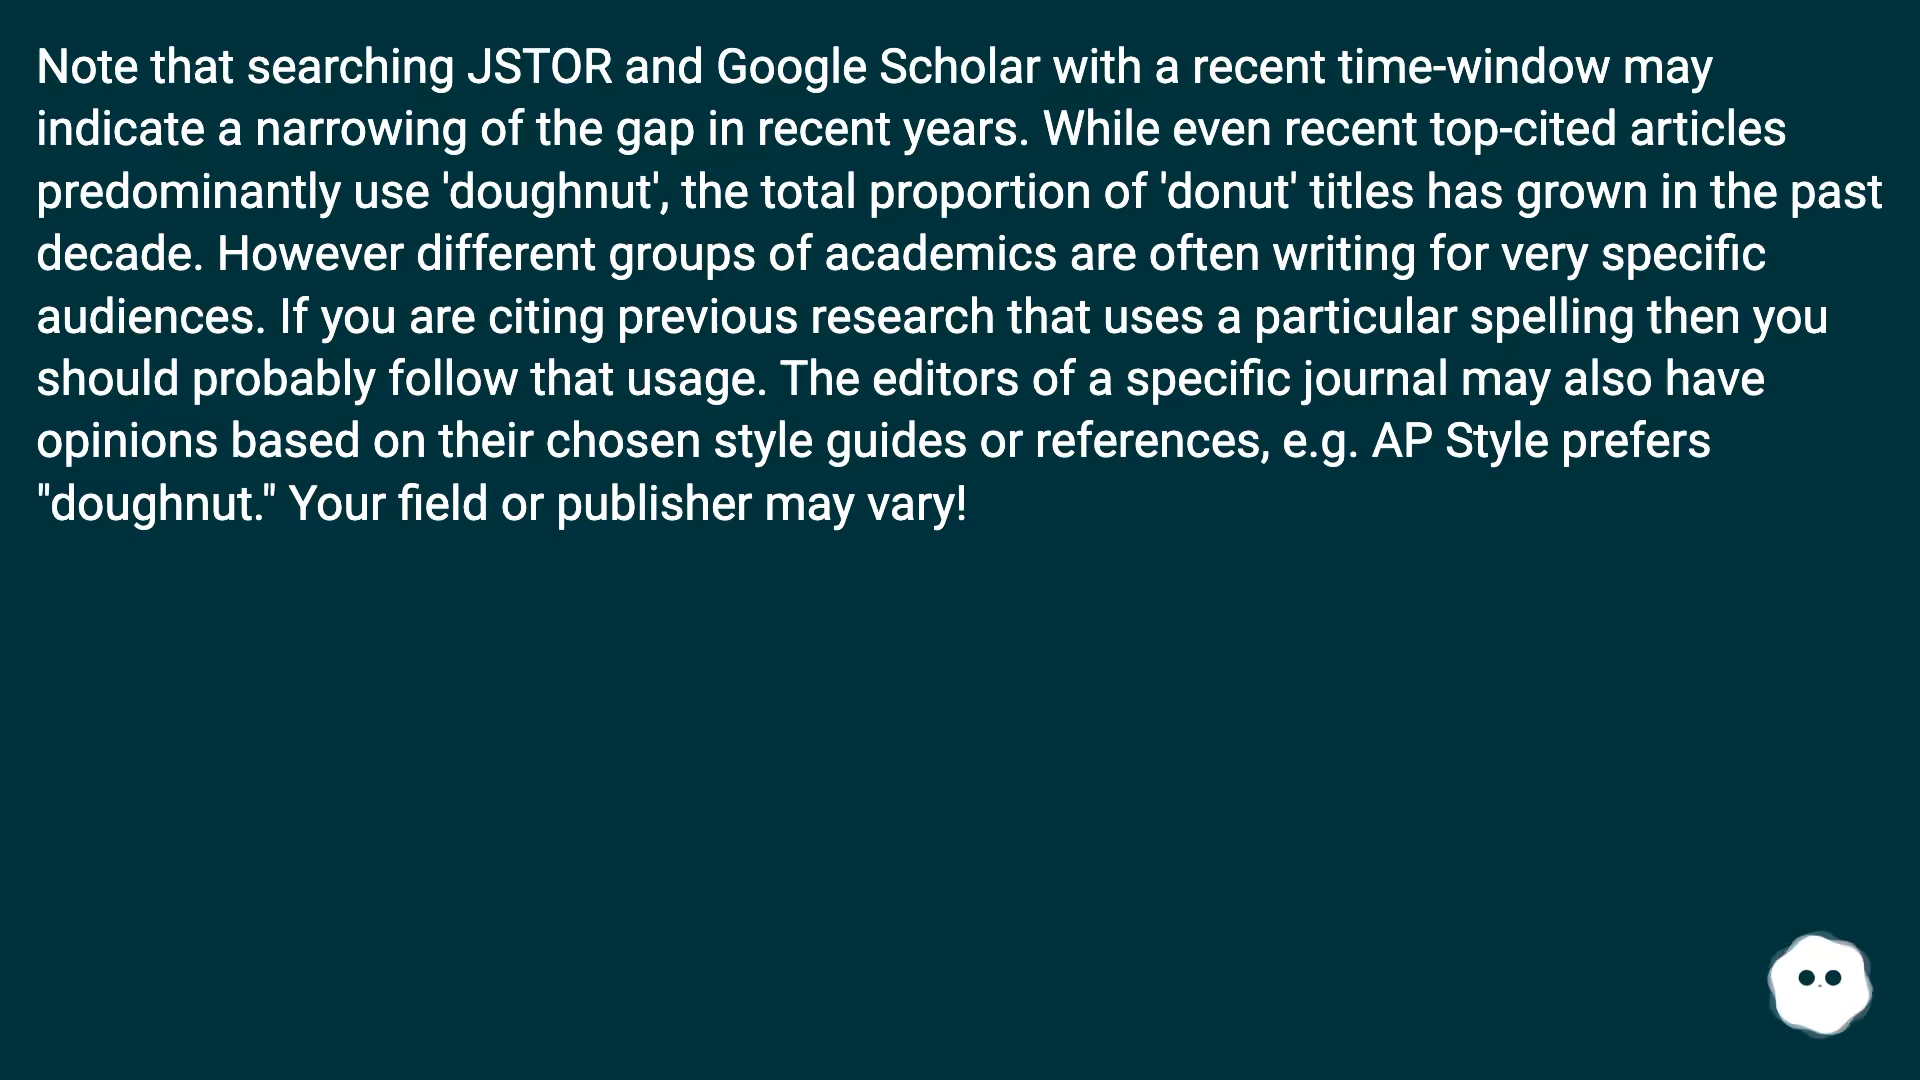 Note that searching JSTOR and Google Scholar with a recent time-window may
indicate a narrowing of the gap in recent years. While even recent top-cited articles
predominantly use 'doughnut', the total proportion of 'donut' titles has grown in the past
decade. However different groups of academics are often writing for very specific
audiences. If you are citing previous research that uses a particular spelling then you
should probably follow that usage. The editors of a specific journal may also have
opinions based on their chosen style guides or references, e.g. AP Style prefers
"doughnut." Your field or publisher may vary!